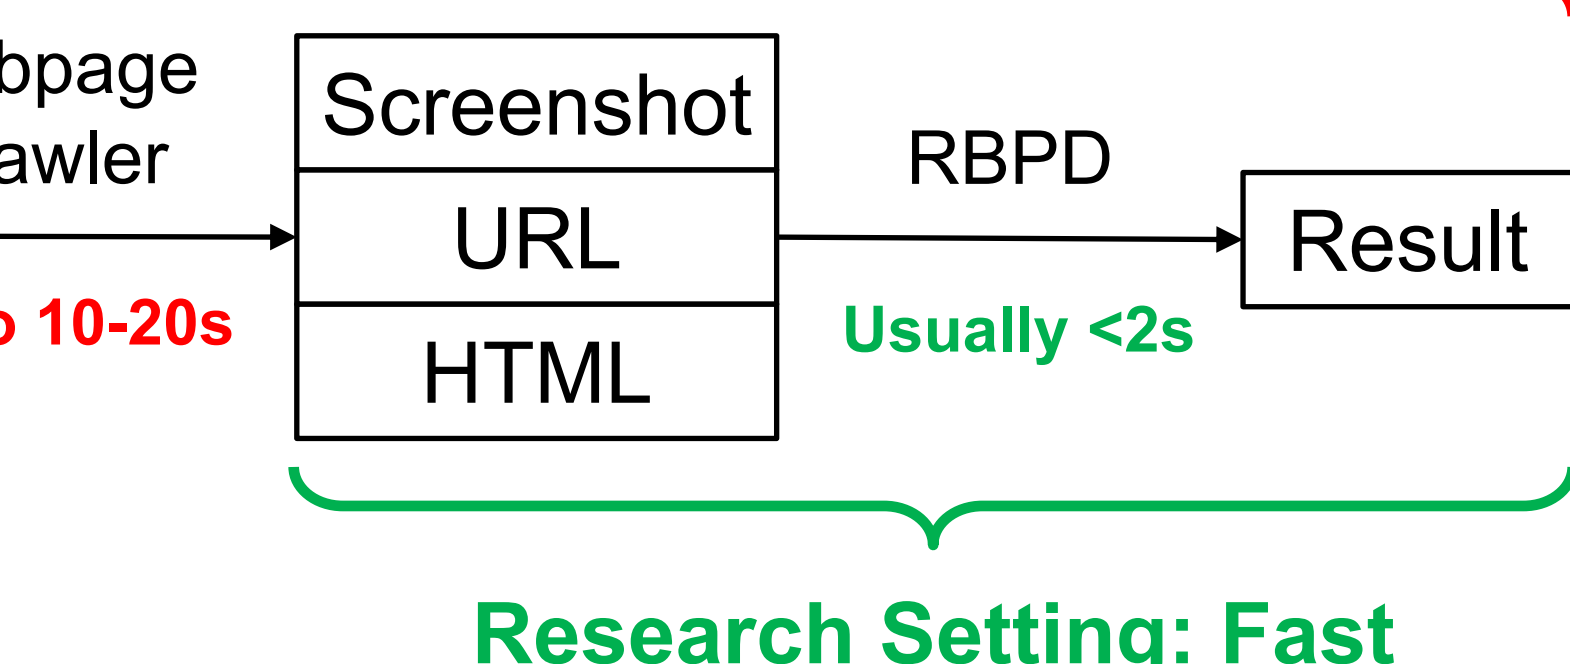 bpage
awler
10-20s
Screenshot
URL
HTML
RBPD
Usually <2s
Result
Research Setting: Fast